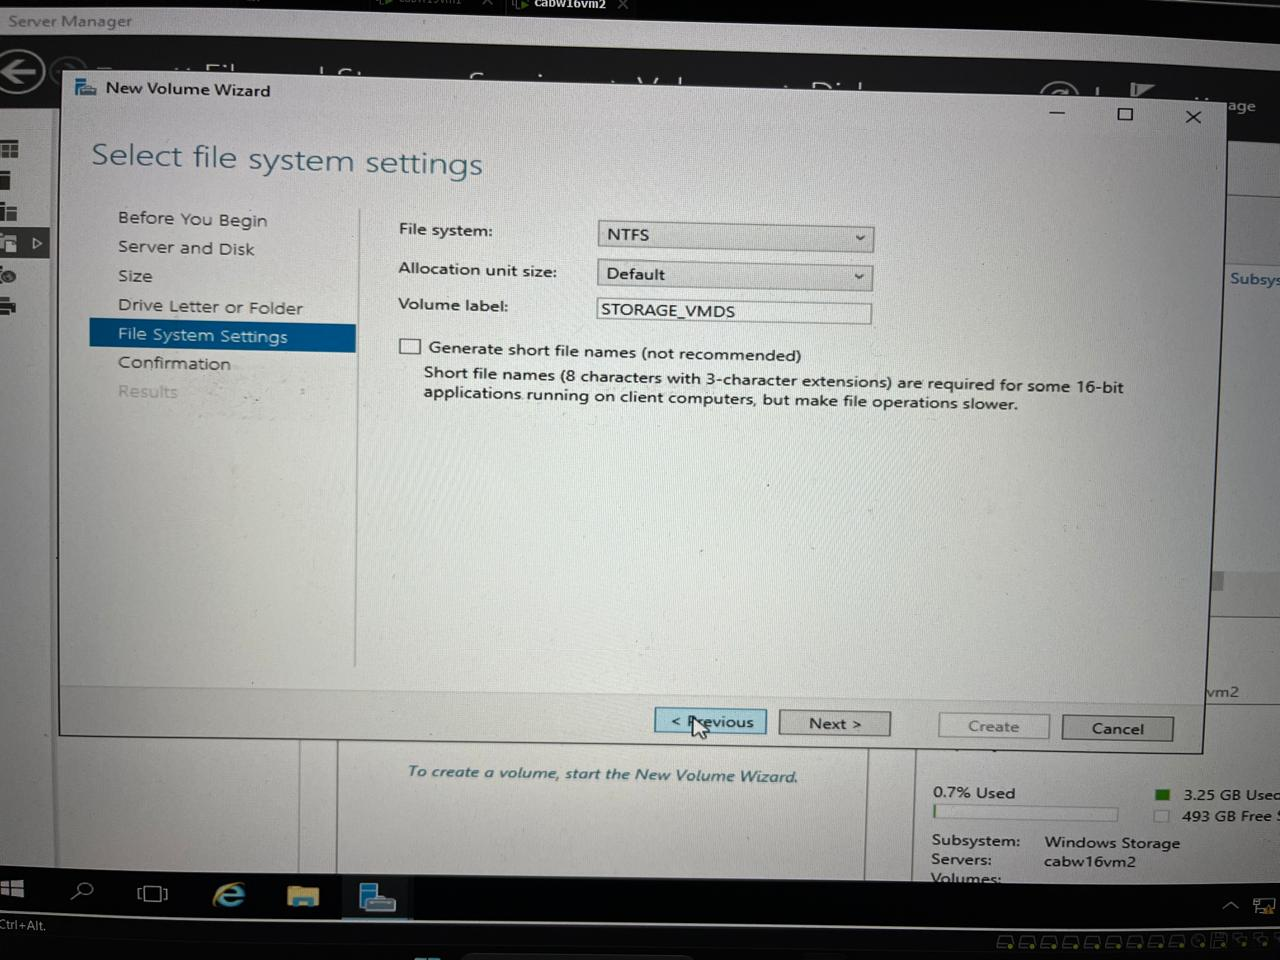 cabw16vm2
Server Manager
age
New Volume Wizard
Select file system settings
Before You Begin
Server and Disk
Size
Drive Letter or Folder
File System Settings
Confirmation
Results
File system:
NTFS
Allocation unit size:
Default
Volume label:
STORAGE_VMDS
Generate short file names (not recommended)
Short file names (8 characters with 3-character extensions) are required for some 16-bit
applications running on client computers, but make file operations slower.
Subsys
vm2
< Previous
Next >
Create
Cancel
To create a volume, start the New Volume Wizard.
0.7% Used
3.25 GB Used
493 GB Free S
Subsystem:
Windows Storage
Servers:
cabw16vm2
Volumes:
Ctrl+Alt.